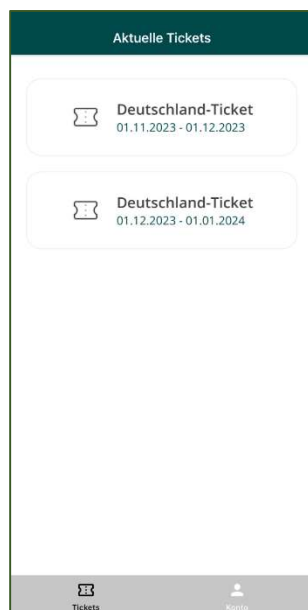 Aktuelle Tickets
Deutschland-Ticket
01.11.2023 - 01.12.2023
Deutschland-Ticket
01.12.2023 - 01.01.2024
Tickets
Konto